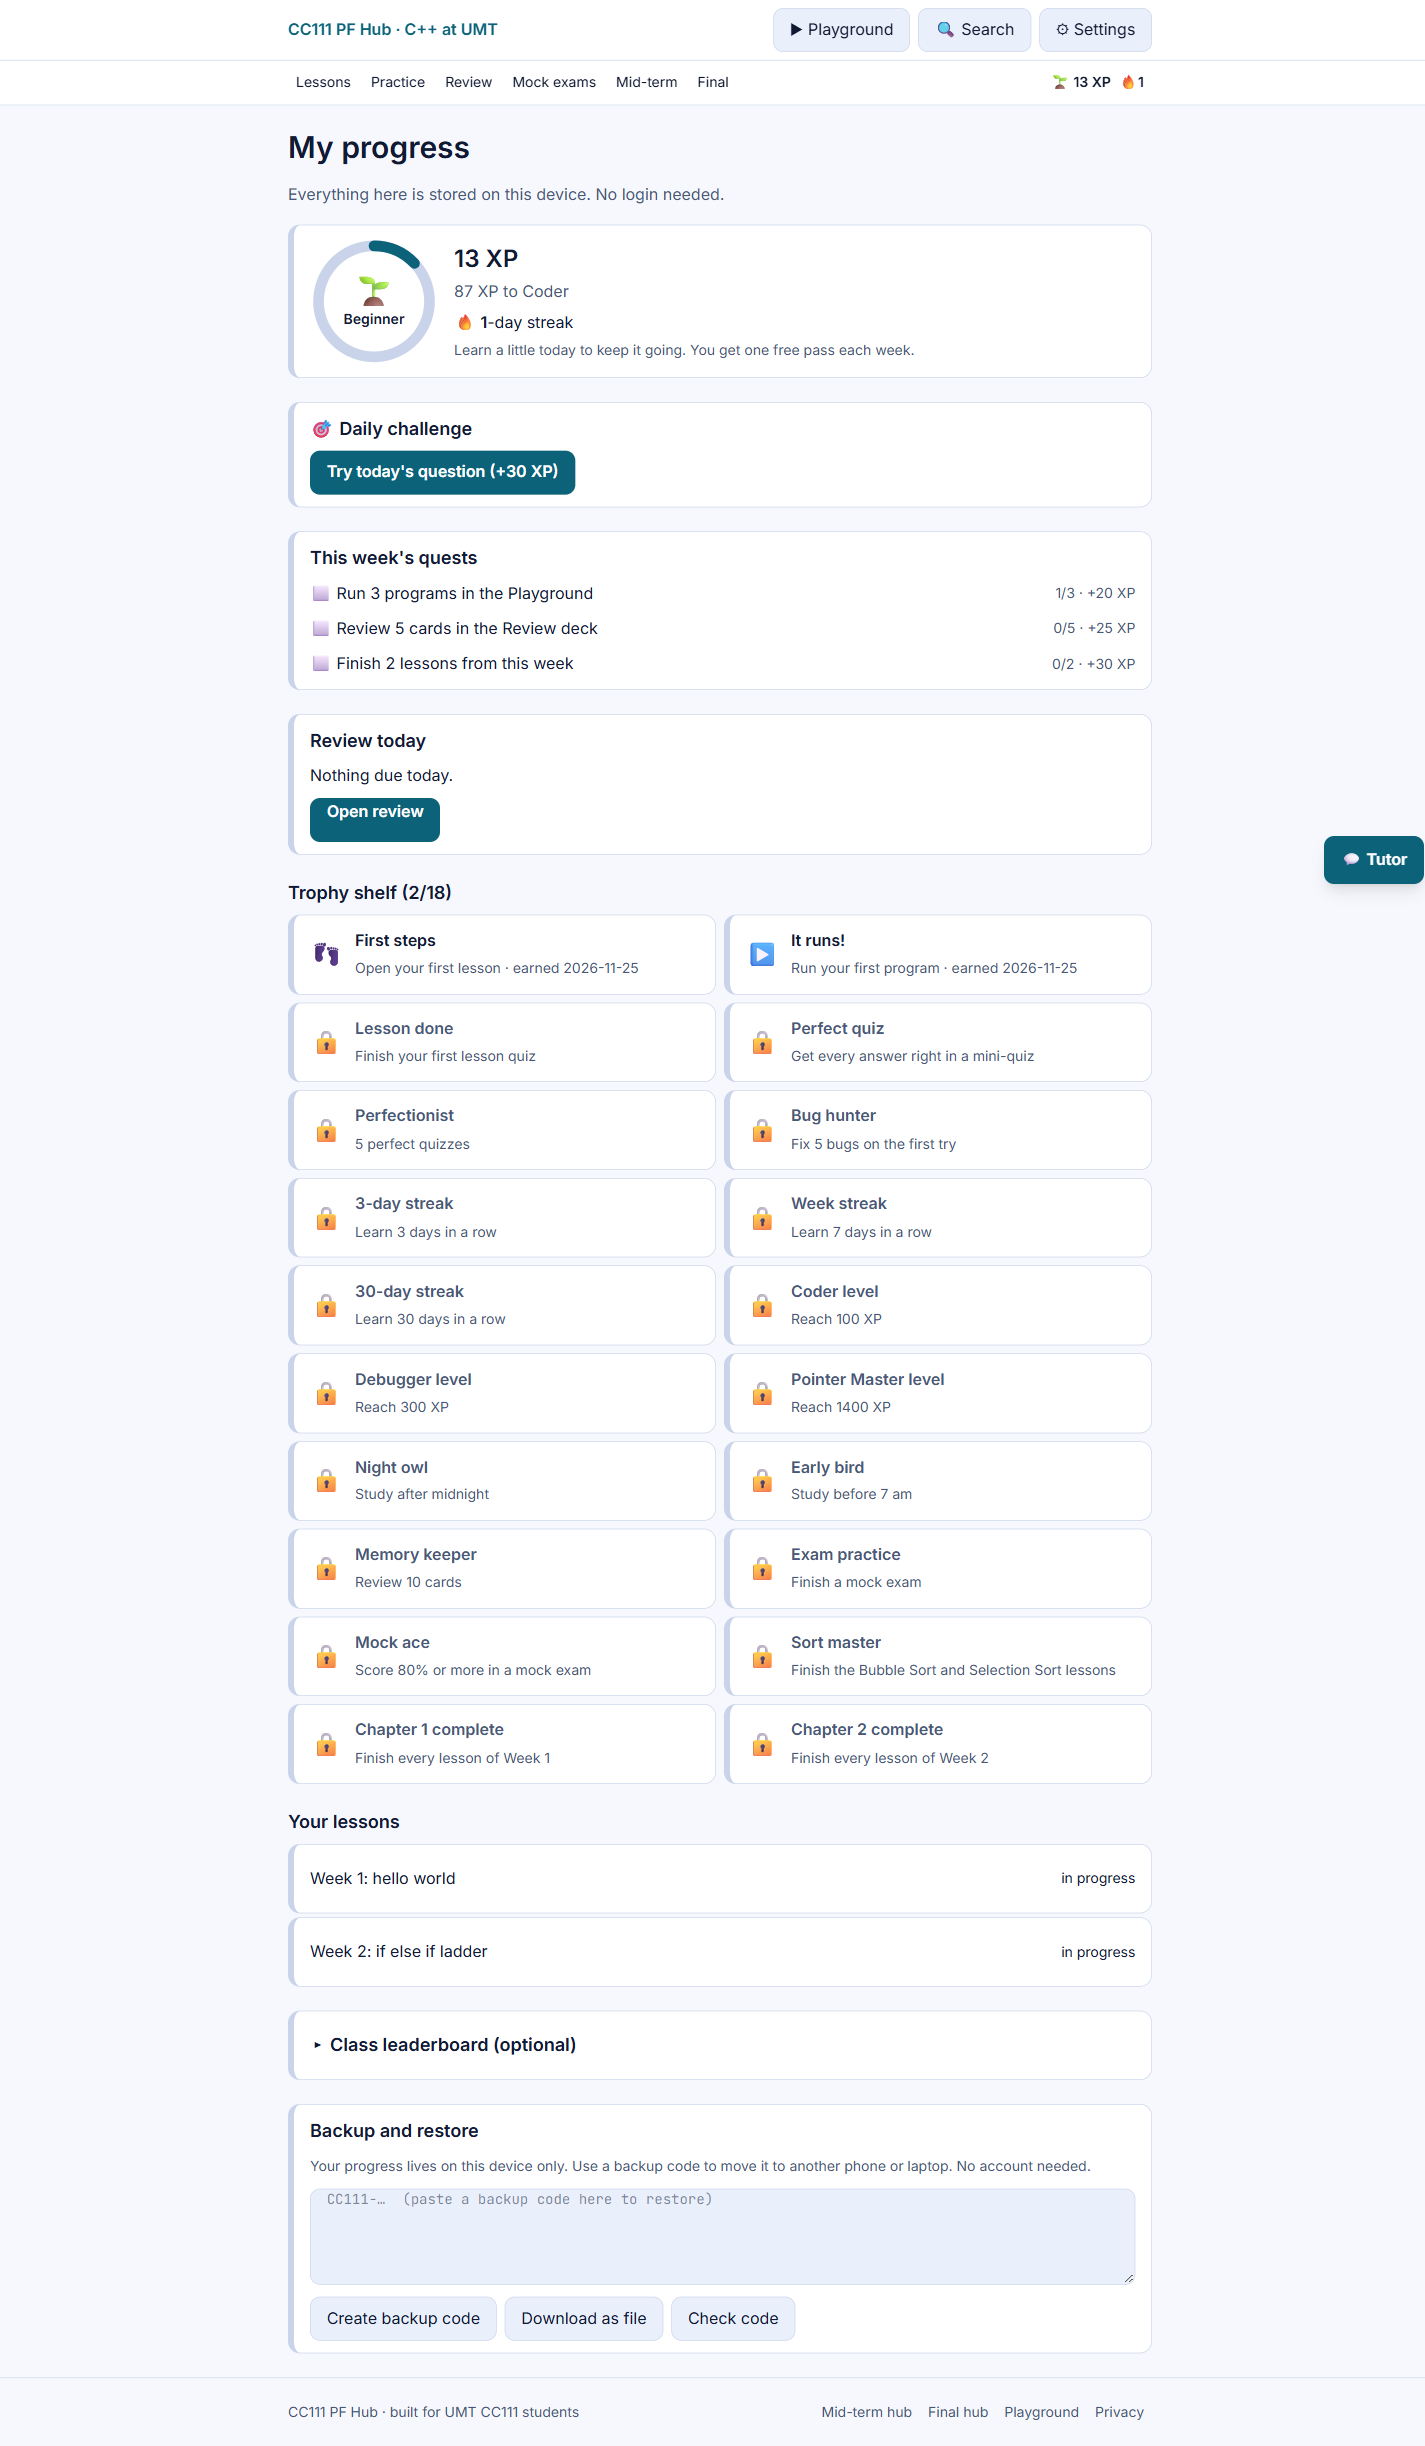 CC111 PF Hub · C++ at UMT
▶ Playground
🔍 Search
⚙ Settings
Lessons Practice Review Mock exams Mid-term Final
🌱 13 XP 🔥 1
My progress
Everything here is stored on this device. No login needed.
🌱
Beginner
13 XP
87 XP to Coder
🔥 1-day streak
Learn a little today to keep it going. You get one free pass each week.
🎯 Daily challenge
Try today's question (+30 XP)
This week's quests
Run 3 programs in the Playground 1/3 · +20 XP
Review 5 cards in the Review deck 0/5 · +25 XP
Finish 2 lessons from this week 0/2 · +30 XP
Review today
Nothing due today.
Open review
💬 Tutor
Trophy shelf (2/18)
First steps
Open your first lesson · earned 2026-11-25
It runs!
Run your first program · earned 2026-11-25
Lesson done
Finish your first lesson quiz
Perfect quiz
Get every answer right in a mini-quiz
Perfectionist
5 perfect quizzes
Bug hunter
Fix 5 bugs on the first try
3-day streak
Learn 3 days in a row
Week streak
Learn 7 days in a row
30-day streak
Learn 30 days in a row
Coder level
Reach 100 XP
Debugger level
Reach 300 XP
Pointer Master level
Reach 1400 XP
Night owl
Study after midnight
Early bird
Study before 7 am
Memory keeper
Review 10 cards
Exam practice
Finish a mock exam
Mock ace
Score 80% or more in a mock exam
Sort master
Finish the Bubble Sort and Selection Sort lessons
Chapter 1 complete
Finish every lesson of Week 1
Chapter 2 complete
Finish every lesson of Week 2
Your lessons
Week 1: hello world in progress
Week 2: if else if ladder in progress
▸ Class leaderboard (optional)
Backup and restore
Your progress lives on this device only. Use a backup code to move it to another phone or laptop. No account needed.
CC111-… (paste a backup code here to restore)
Create backup code
Download as file
Check code
CC111 PF Hub · built for UMT CC111 students
Mid-term hub Final hub Playground Privacy